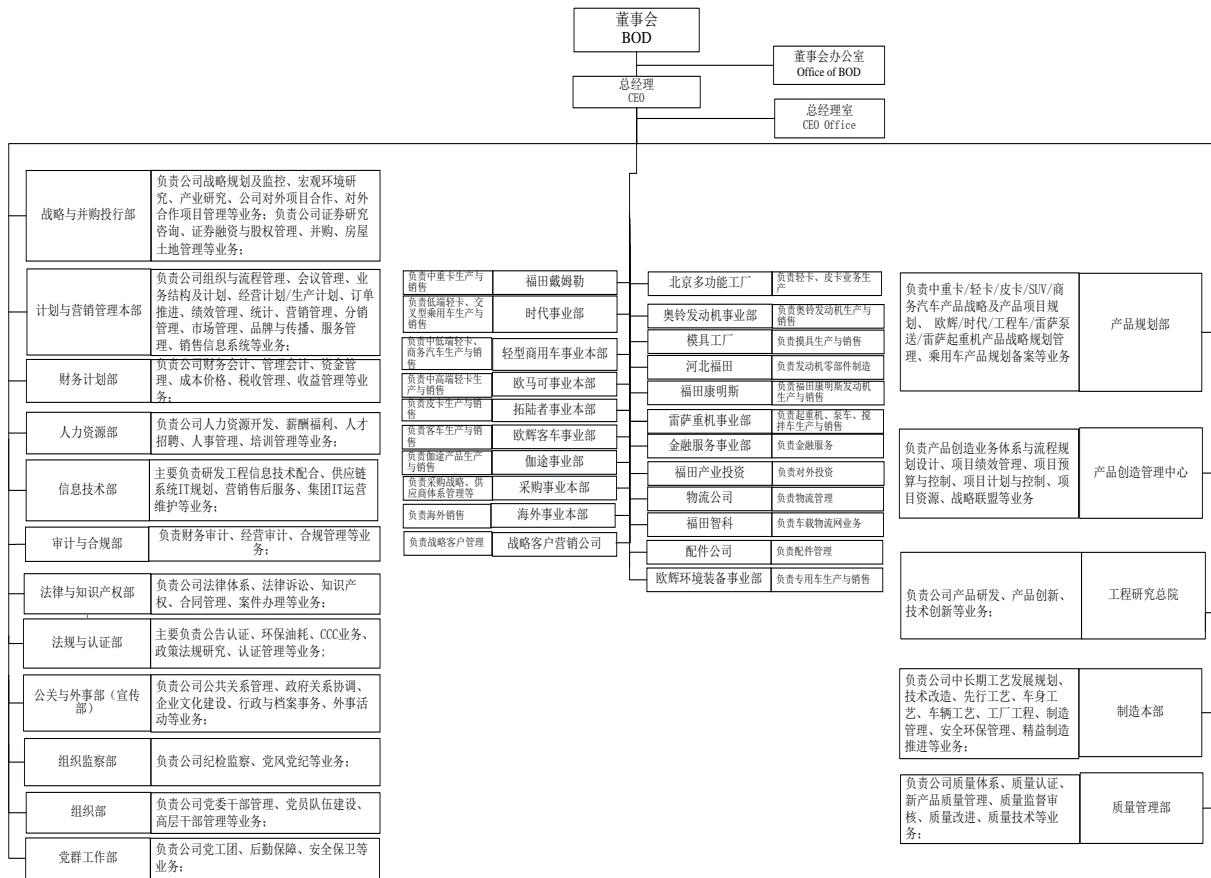 董事会
BOD
董事会办公室
Office of BOD
总经理
CEO
总经理室
CEO Office
战略与并购投行部
负责公司战略规划及监控、宏观环境研
究、产业研究、公司对外项目合作、对外
合作项目管理等业务；负责公司证券研究
咨询、证券融资与股权管理、并购、房屋
土地管理等业务；
计划与营销管理本部
负责公司组织与流程管理、会议管理、业
务结构及计划、经营计划/生产计划、订单
推进、绩效管理、统计、营销管理、分销
管理、市场管理、品牌与传播、服务管
理、销售信息系统等业务；
财务计划部
负责公司财务会计、管理会计、资金管
理、成本价格、税收管理、收益管理等业
务；
人力资源部
负责公司人力资源开发、薪酬福利、人才
招聘、人事管理、培训管理等业务；
信息技术部
主要负责研发工程信息技术配合、供应链
系统IT规划、营销售后服务、集团IT运营
维护等业务；
审计与合规部
负责财务审计、经营审计、合规管理等业
务；
法律与知识产权部
负责公司法律体系、法律诉讼、知识产
权、合同管理、案件办理等业务；
法规与认证部
主要负责公告认证、环保油耗、CCC业务、
政策法规研究、认证管理等业务;
公关与外事部（宣传
部）
负责公司公共关系管理、政府关系协调、
企业文化建设、行政与档案事务、外事活
动等业务；
组织监察部
负责公司纪检监察、党风党纪等业务；
组织部
负责公司党委干部管理、党员队伍建设、
高层干部管理等业务；
党群工作部
负责公司党工团、后勤保障、安全保卫等
业务；
负责中重卡生产与
销售
福田戴姆勒
负责低端轻卡、交
叉型乘用车生产与
销售
时代事业部
负责中低端轻卡、
商务汽车生产与销
售
轻型商用车事业本部
负责中高端轻卡生
产与销售
欧马可事业本部
负责皮卡生产与销
售
拓陆者事业本部
负责客车生产与销
售
欧辉客车事业部
负责伽途产品生产
与销售
伽途事业部
负责采购战略、供
应商体系管理等
采购事业本部
负责海外销售
海外事业本部
负责战略客户管理
战略客户营销公司
北京多功能工厂
负责轻卡、皮卡业务生
产
奥铃发动机事业部
负责奥铃发动机生产与
销售
模具工厂
负责摸具生产与销售
河北福田
负责发动机零部件制造
福田康明斯
负责福田康明斯发动机
生产与销售
雷萨重机事业部
负责起重机、泵车、搅
拌车生产与销售
金融服务事业部
负责金融服务
福田产业投资
负责对外投资
物流公司
负责物流管理
福田智科
负责车载物流网业务
配件公司
负责配件管理
欧辉环境装备事业部
负责专用车生产与销售
负责中重卡/轻卡/皮卡/SUV/商
务汽车产品战略及产品项目规
划、 欧辉/时代/工程车/雷萨泵
送/雷萨起重机产品战略规划管
理、乘用车产品规划备案等业务
产品规划部
负责产品创造业务体系与流程规
划设计、项目绩效管理、项目预
算与控制、项目计划与控制、项
目资源、战略联盟等业务
产品创造管理中心
负责公司产品研发、产品创新、
技术创新等业务；
工程研究总院
负责公司中长期工艺发展规划、
技术改造、先行工艺、车身工
艺、车辆工艺、工厂工程、制造
管理、安全环保管理、精益制造
推进等业务；
制造本部
负责公司质量体系、质量认证、
新产品质量管理、质量监督审
核、质量改进、质量技术等业
务；
质量管理部